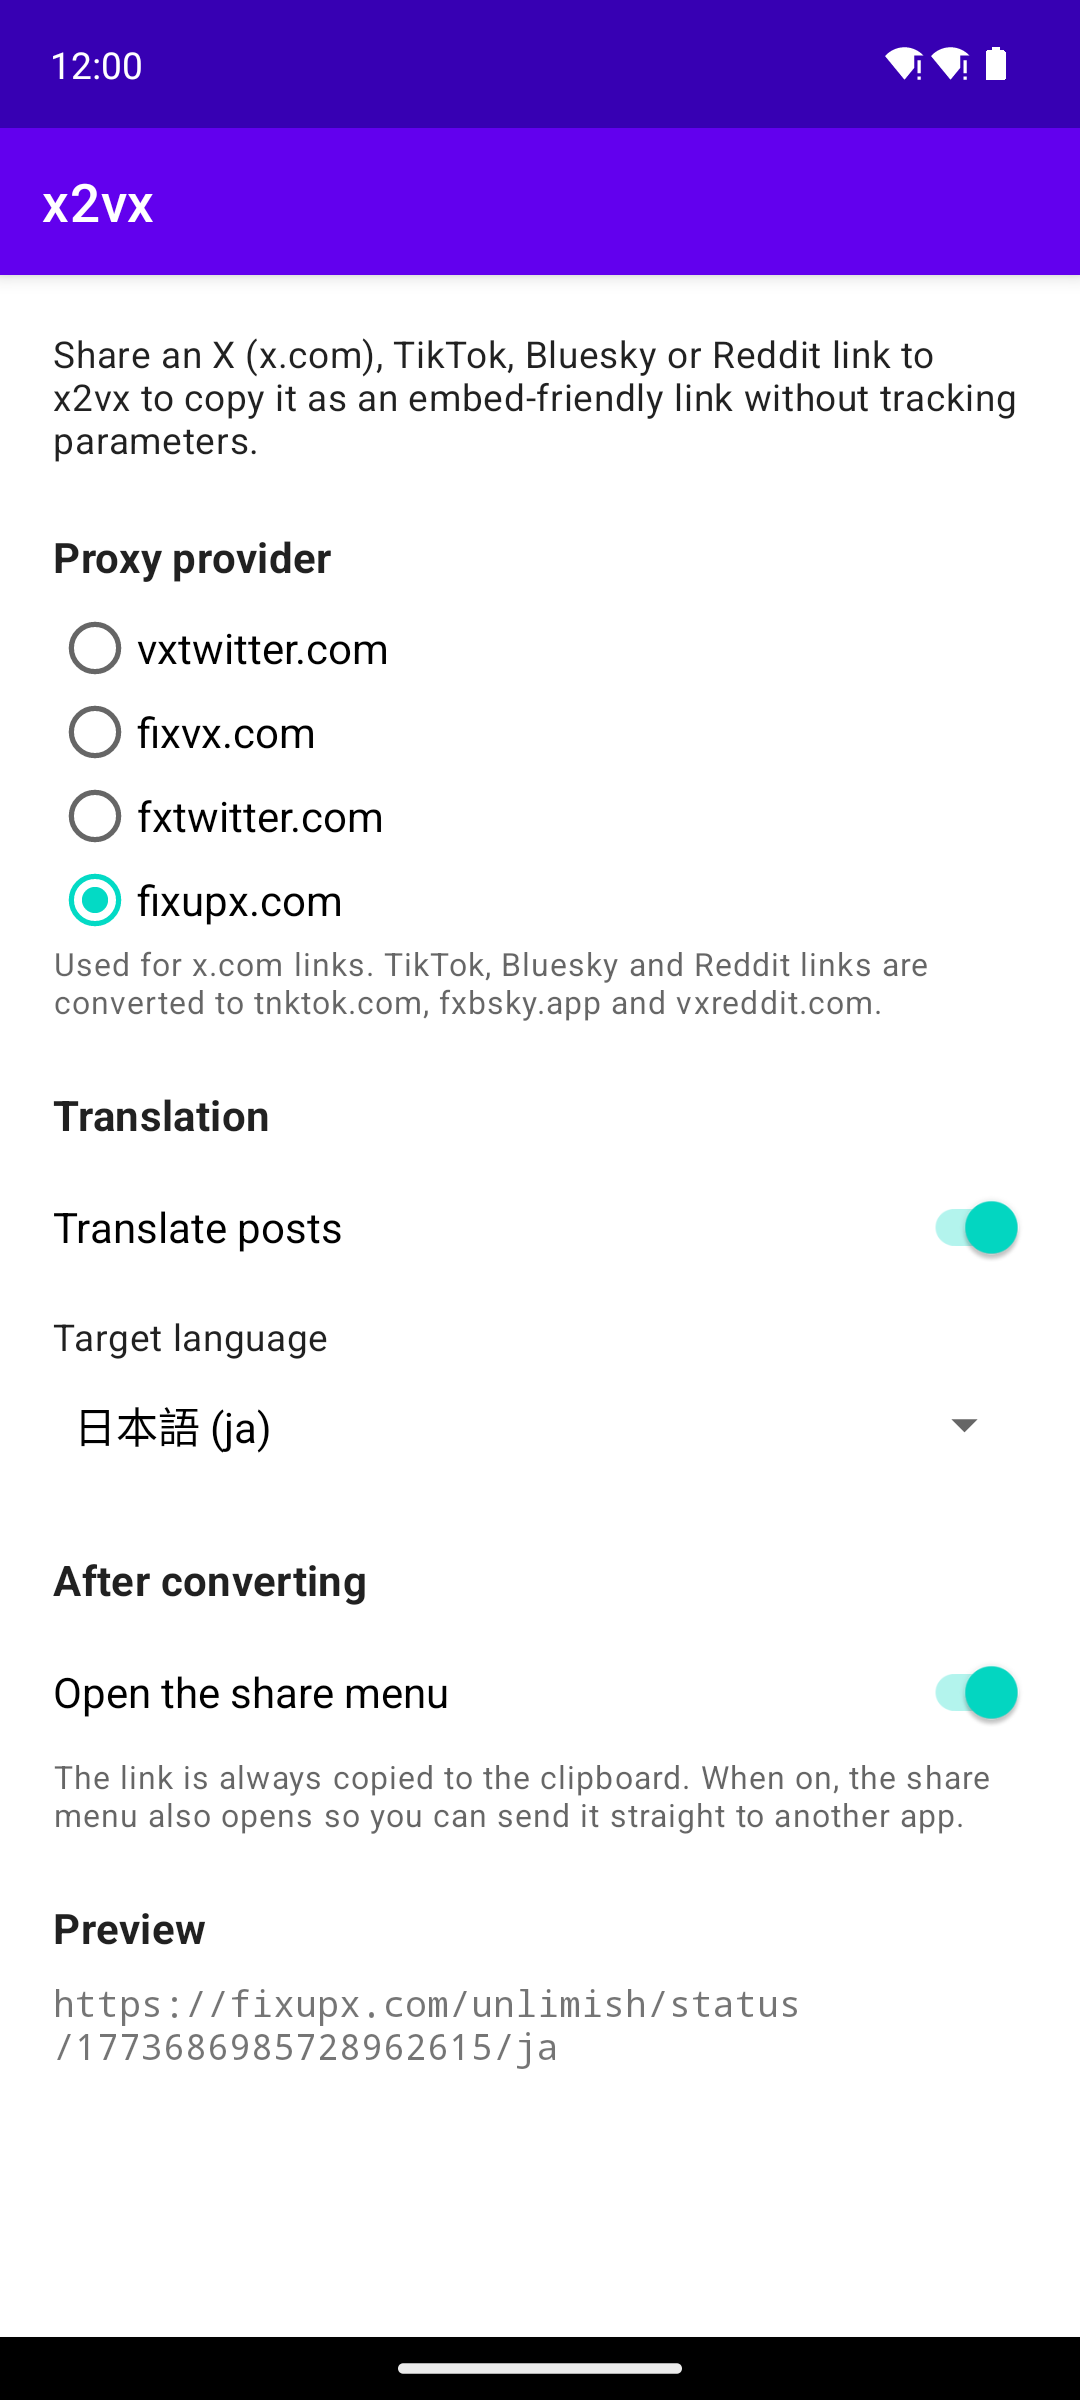 12:00
x2vx
Share an X (x.com), TikTok, Bluesky or Reddit link to
x2vx to copy it as an embed-friendly link without tracking
parameters.
Proxy provider
vxtwitter.com
fixvx.com
fxtwitter.com
fixupx.com
Used for x.com links. TikTok, Bluesky and Reddit links are
converted to tnktok.com, fxbsky.app and vxreddit.com.
Translation
Translate posts
Target language
日本語 (ja)
After converting
Open the share menu
The link is always copied to the clipboard. When on, the share
menu also opens so you can send it straight to another app.
Preview
https://fixupx.com/unlimish/status
/1773686985728962615/ja